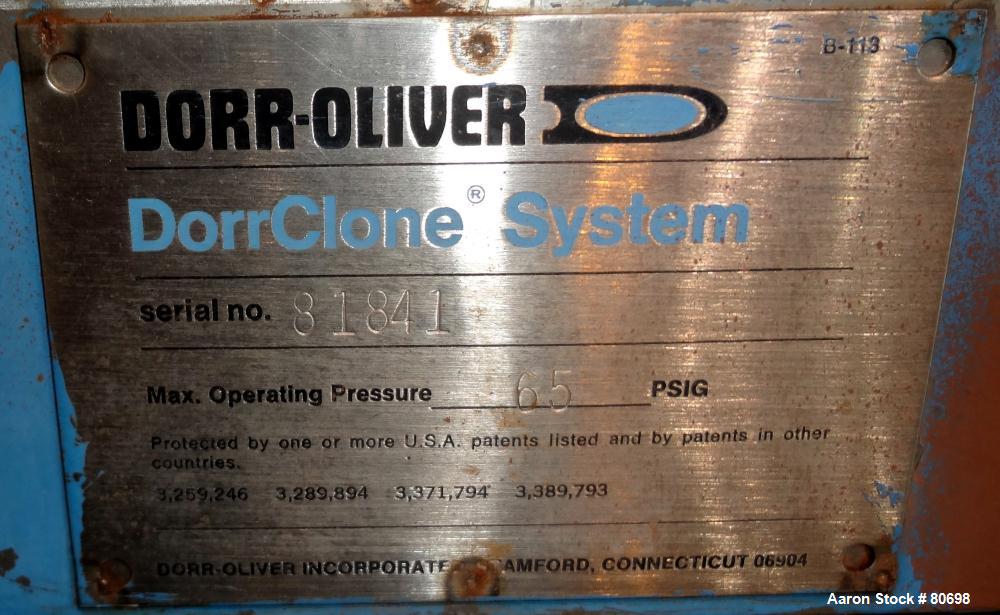 B-113
DORR-OLIVER
DorrClone® System
serial no. 81841
Max. Operating Pressure 65 PSIG
Protected by one or more U.S.A. patents listed and by patents in other
countries.
3,259,246 3,289,894 3,371,794 3,389,793
DORR-OLIVER INCORPORATE AMFORD, CONNECTICUT 06904
Aaron Stock # 80698